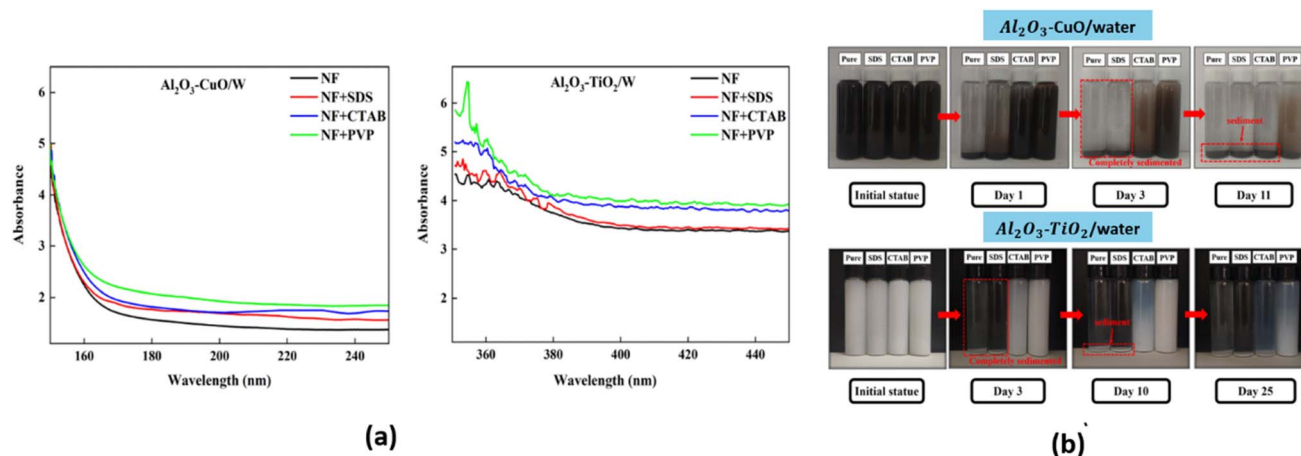 Al₂O₃-CuO/W
NF
NF+SDS
NF+CTAB
NF+PVP
Absorbance
6
5
4
3
2
160 180 200 220 240
Wavelength (nm)
Al₂O₃-TiO₂/W
NF
NF+SDS
NF+CTAB
NF+PVP
Absorbance
6
5
4
3
2
360 380 400 420 440
Wavelength (nm)
(a)
Al₂O₃-CuO/water
Pure SDS CTAB PVP
Pure SDS CTAB PVP
Pure SDS CTAB PVP
Pure SDS CTAB PVP
sediment
Completely sedimented
Initial statue Day 1 Day 3 Day 11
Al₂O₃-TiO₂/water
Pure SDS CTAB PVP
Pure SDS CTAB PVP
Pure SDS CTAB PVP
Pure SDS CTAB PVP
sediment
Completely sedimented
Initial statue Day 3 Day 10 Day 25
(b)